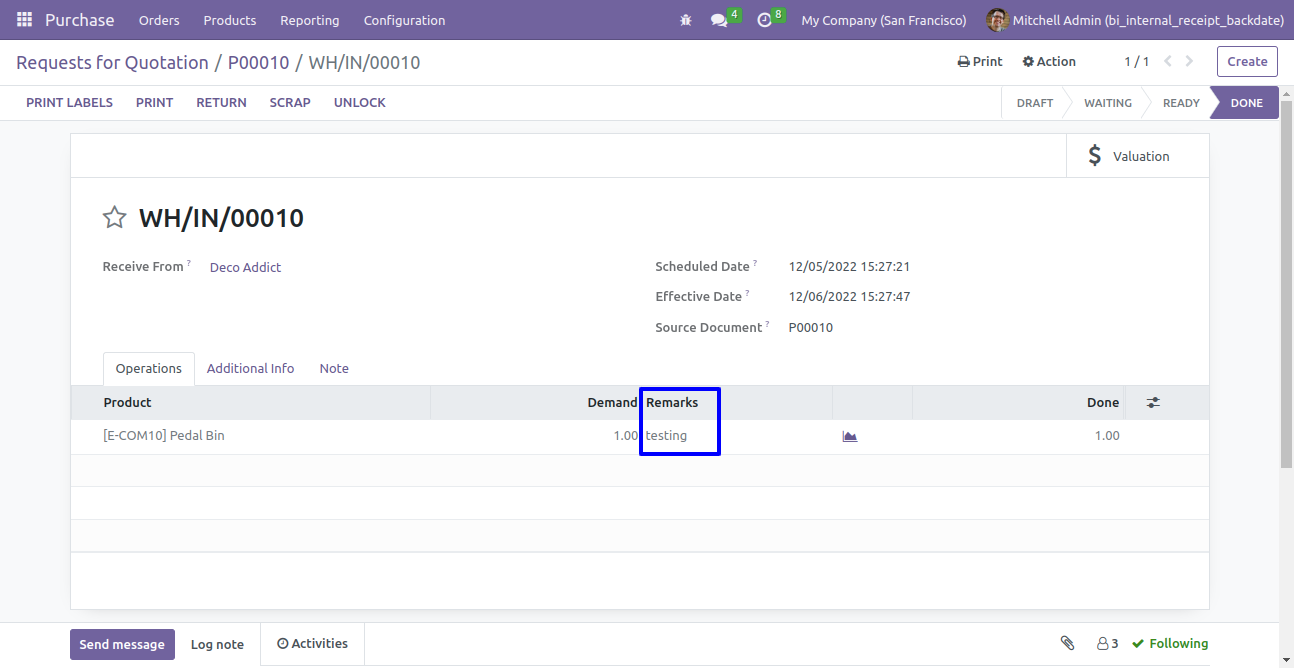 Purchase Orders Products Reporting Configuration 4 8 My Company (San Francisco) Mitchell Admin (bi_internal_receipt_backdate)
Requests for Quotation / P00010 / WH/IN/00010 Print Action 1 / 1 Create
PRINT LABELS PRINT RETURN SCRAP UNLOCK DRAFT WAITING READY DONE
$ Valuation
WH/IN/00010
Receive From ? Deco Addict Scheduled Date ? 12/05/2022 15:27:21
Effective Date ? 12/06/2022 15:27:47
Source Document ? P00010
Operations Additional Info Note
Product Demand Remarks Done
[E-COM10] Pedal Bin 1.00 testing 1.00
Send message Log note Activities 3 Following